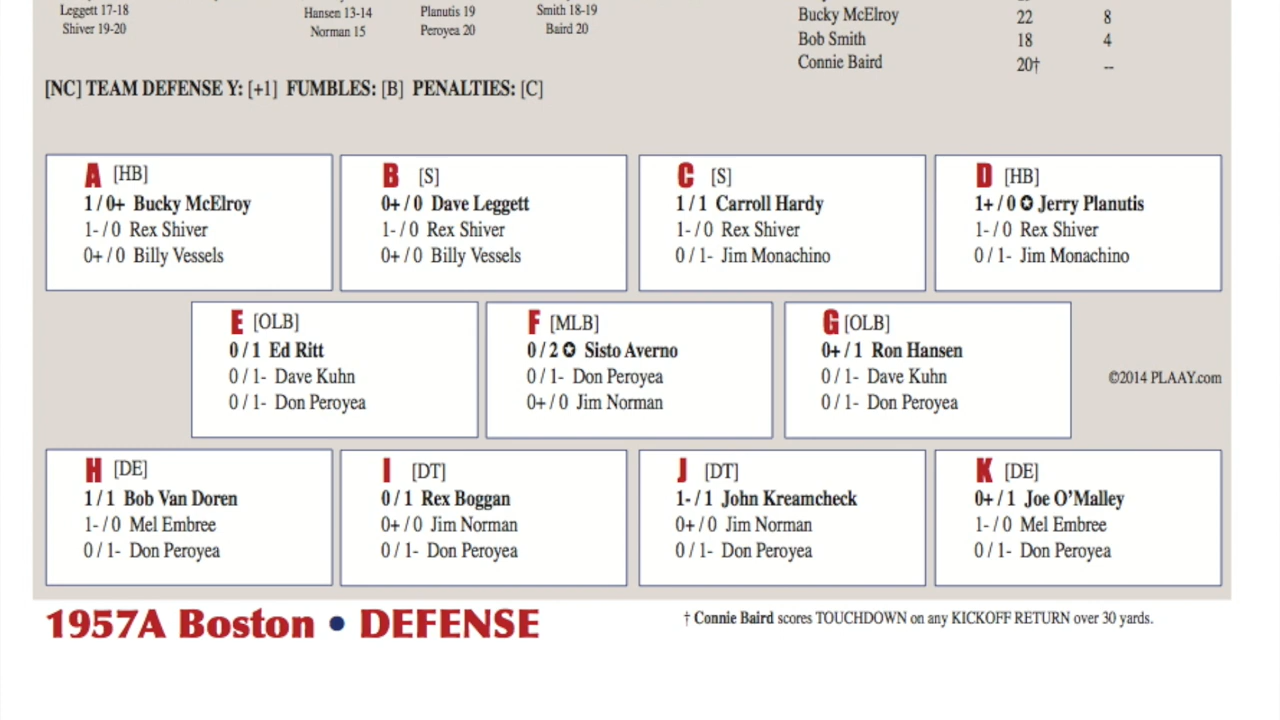 Leggett 17-18
Shiver 19-20
Hansen 13-14
Norman 15
Planutis 19
Peroyea 20
Smith 18-19
Baird 20
Bucky McElroy 22 8
Bob Smith 18 4
Connie Baird 20† --
[NC] TEAM DEFENSE Y: [+1] FUMBLES: [B] PENALTIES: [C]
A [HB]
1 / 0+ Bucky McElroy
1- / 0 Rex Shiver
0+ / 0 Billy Vessels
B [S]
0+ / 0 Dave Leggett
1- / 0 Rex Shiver
0+ / 0 Billy Vessels
C [S]
1 / 1 Carroll Hardy
1- / 0 Rex Shiver
0 / 1- Jim Monachino
D [HB]
1+ / 0 ✪ Jerry Planutis
1- / 0 Rex Shiver
0 / 1- Jim Monachino
E [OLB]
0 / 1 Ed Ritt
0 / 1- Dave Kuhn
0 / 1- Don Peroyea
F [MLB]
0 / 2 ✪ Sisto Averno
0 / 1- Don Peroyea
0+ / 0 Jim Norman
G [OLB]
0+ / 1 Ron Hansen
0 / 1- Dave Kuhn
0 / 1- Don Peroyea
©2014 PLAAY.com
H [DE]
1 / 1 Bob Van Doren
1- / 0 Mel Embree
0 / 1- Don Peroyea
I [DT]
0 / 1 Rex Boggan
0+ / 0 Jim Norman
0 / 1- Don Peroyea
J [DT]
1- / 1 John Kreamcheck
0+ / 0 Jim Norman
0 / 1- Don Peroyea
K [DE]
0+ / 1 Joe O’Malley
1- / 0 Mel Embree
0 / 1- Don Peroyea
1957A Boston • DEFENSE
† Connie Baird scores TOUCHDOWN on any KICKOFF RETURN over 30 yards.